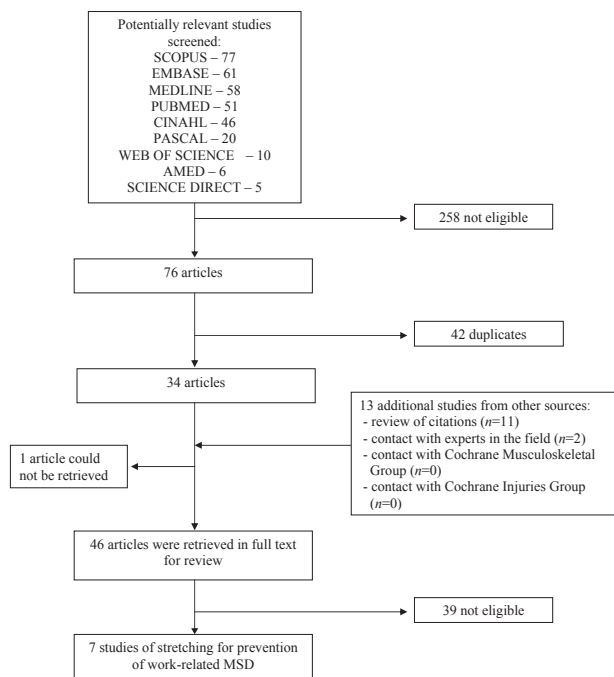 Potentially relevant studies
screened:
SCOPUS – 77
EMBASE – 61
MEDLINE – 58
PUBMED – 51
CINAHL – 46
PASCAL – 20
WEB OF SCIENCE – 10
AMED – 6
SCIENCE DIRECT – 5
258 not eligible
76 articles
42 duplicates
34 articles
13 additional studies from other sources:
- review of citations (n=11)
- contact with experts in the field (n=2)
- contact with Cochrane Musculoskeletal
Group (n=0)
- contact with Cochrane Injuries Group
(n=0)
1 article could
not be retrieved
46 articles were retrieved in full text
for review
39 not eligible
7 studies of stretching for prevention
of work-related MSD